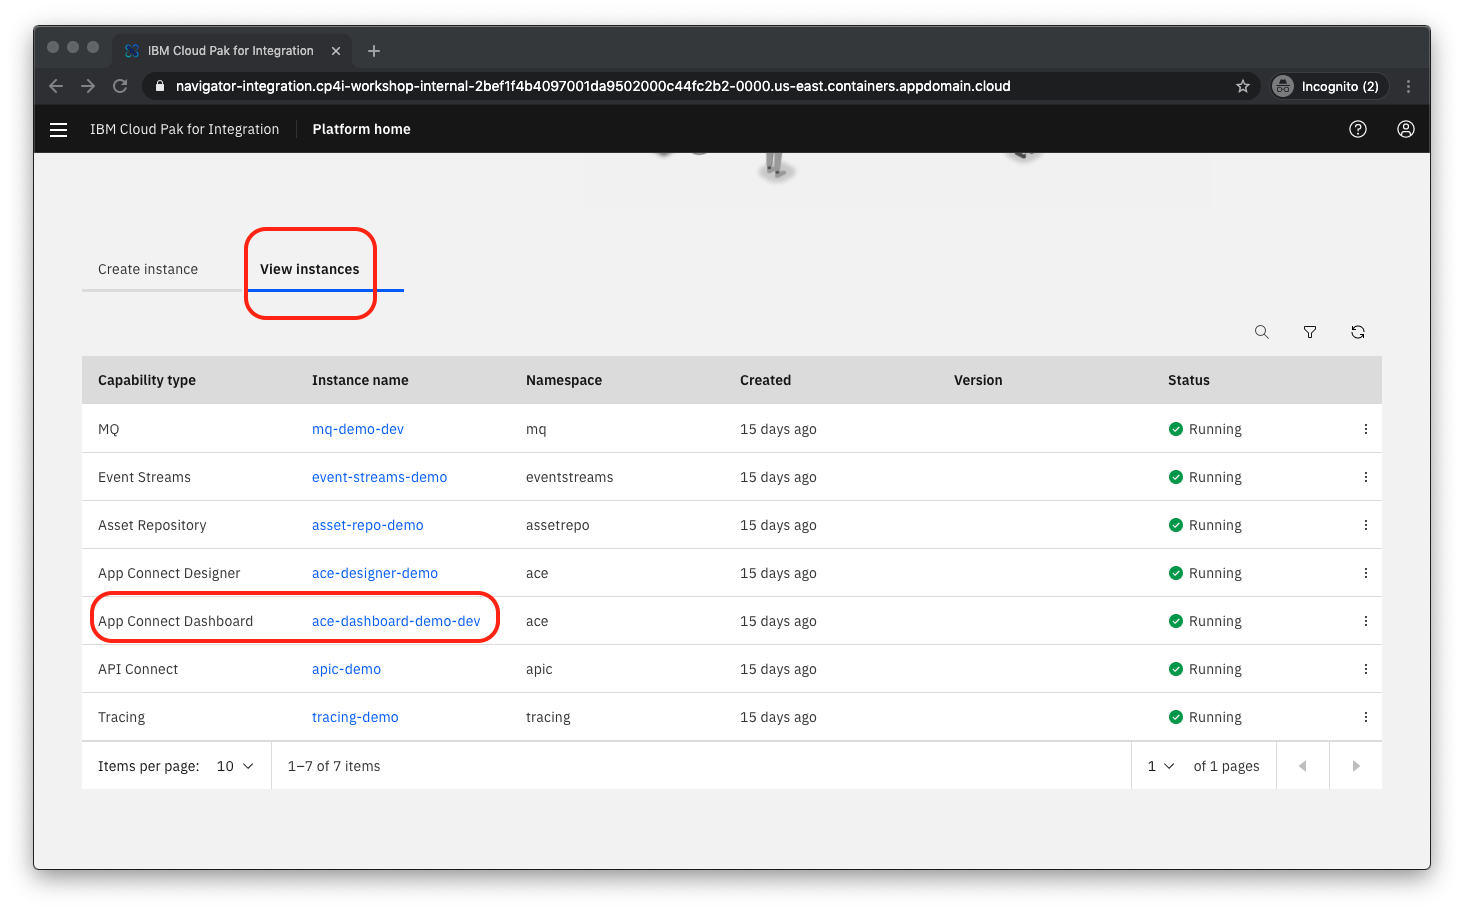 IBM Cloud Pak for Integration
navigator-integration.cp4i-workshop-internal-2bef1f4b4097001da9502000c44fc2b2-0000.us-east.containers.appdomain.cloud Incognito (2)
IBM Cloud Pak for Integration Platform home
Create instance View instances
Capability type Instance name Namespace Created Version Status
MQ mq-demo-dev mq 15 days ago Running
Event Streams event-streams-demo eventstreams 15 days ago Running
Asset Repository asset-repo-demo assetrepo 15 days ago Running
App Connect Designer ace-designer-demo ace 15 days ago Running
App Connect Dashboard ace-dashboard-demo-dev ace 15 days ago Running
API Connect apic-demo apic 15 days ago Running
Tracing tracing-demo tracing 15 days ago Running
Items per page: 10 1–7 of 7 items 1 of 1 pages